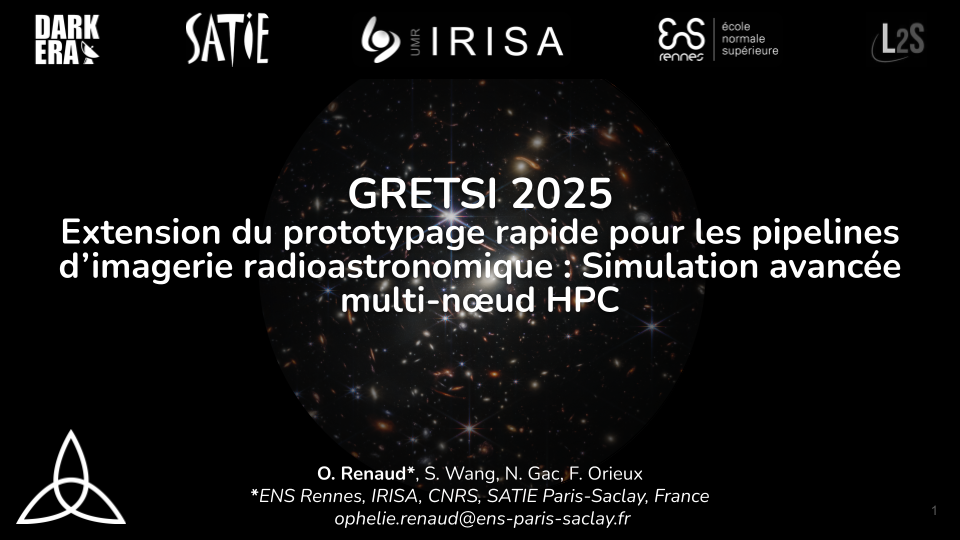 DARK
ERA
SATIE
UMR IRISA
ENS
rennes
école
normale
supérieure
L2S
GRETSI 2025
Extension du prototypage rapide pour les pipelines
d’imagerie radioastronomique : Simulation avancée
multi-nœud HPC
O. Renaud*, S. Wang, N. Gac, F. Orieux
*ENS Rennes, IRISA, CNRS, SATIE Paris-Saclay, France
ophelie.renaud@ens-paris-saclay.fr
1